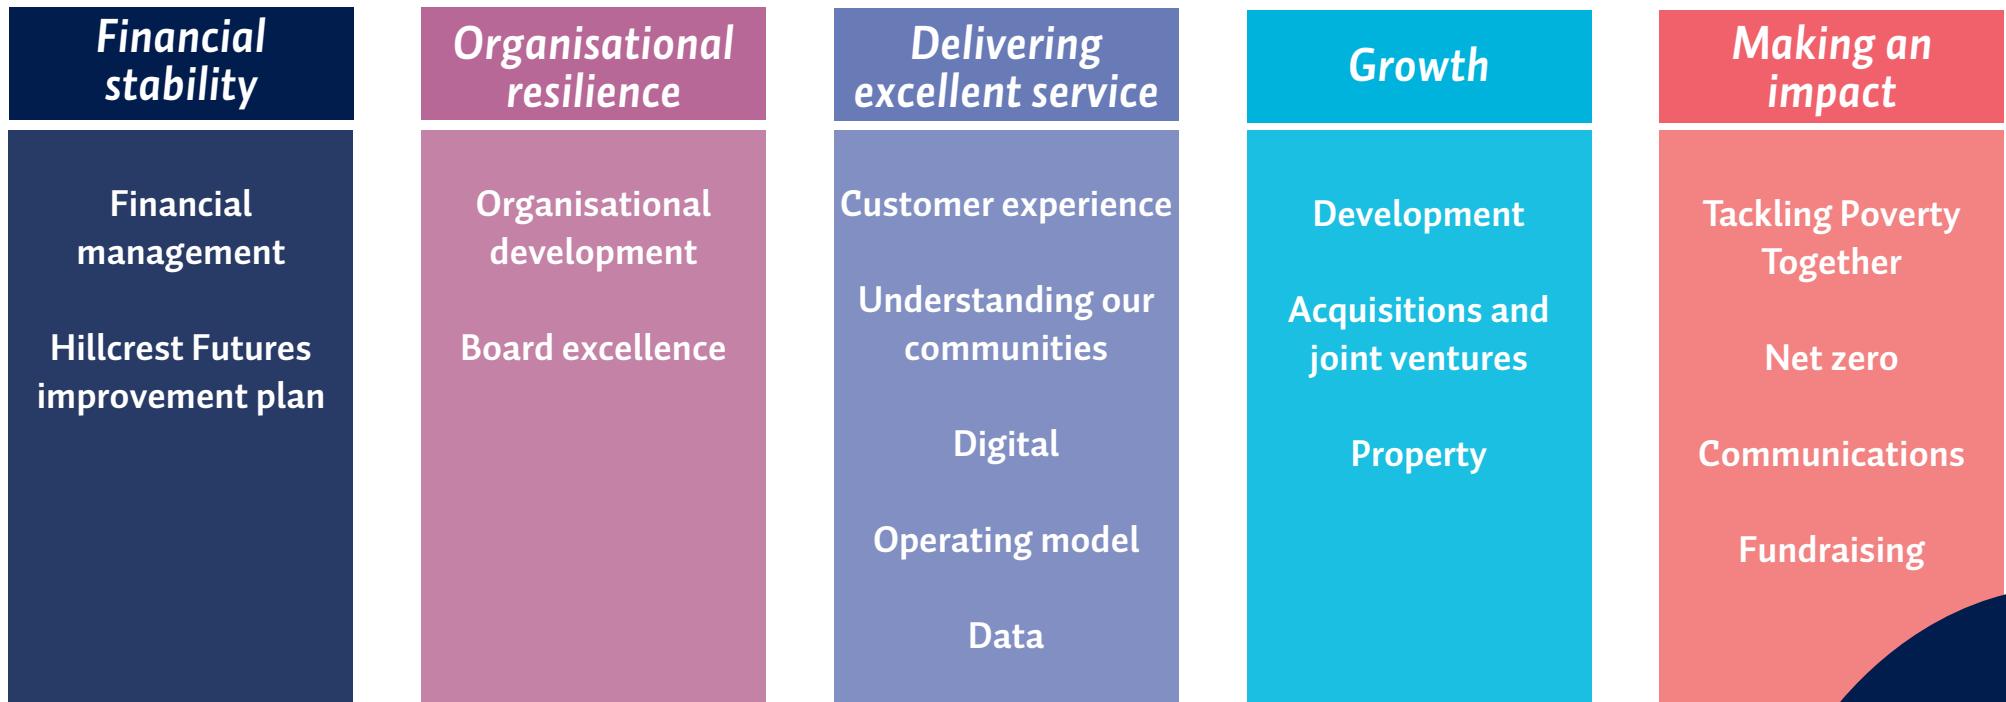 Financial
stability
Financial
management
Hillcrest Futures
improvement plan
Organisational
resilience
Organisational
development
Board excellence
Delivering
excellent service
Customer experience
Understanding our
communities
Digital
Operating model
Data
Growth
Development
Acquisitions and
joint ventures
Property
Making an
impact
Tackling Poverty
Together
Net zero
Communications
Fundraising